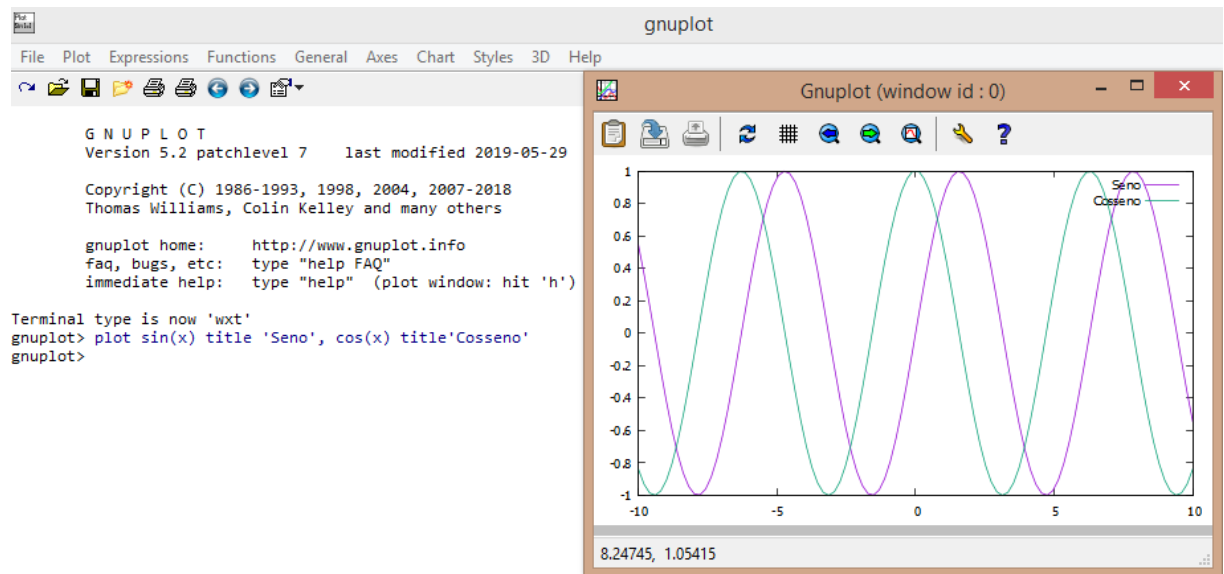 Plot
gnuplot
File Plot Expressions Functions General Axes Chart Styles 3D Help
G N U P L O T
Version 5.2 patchlevel 7    last modified 2019-05-29
Copyright (C) 1986-1993, 1998, 2004, 2007-2018
Thomas Williams, Colin Kelley and many others
gnuplot home:     http://www.gnuplot.info
faq, bugs, etc:   type "help FAQ"
immediate help:   type "help"  (plot window: hit 'h')
Terminal type is now 'wxt'
gnuplot> plot sin(x) title 'Seno', cos(x) title'Cosseno'
gnuplot>
Gnuplot (window id : 0)
1
0.8
0.6
0.4
0.2
0
-0.2
-0.4
-0.6
-0.8
-1
-10
-5
0
5
10
Seno
Cosseno
8.24745, 1.05415